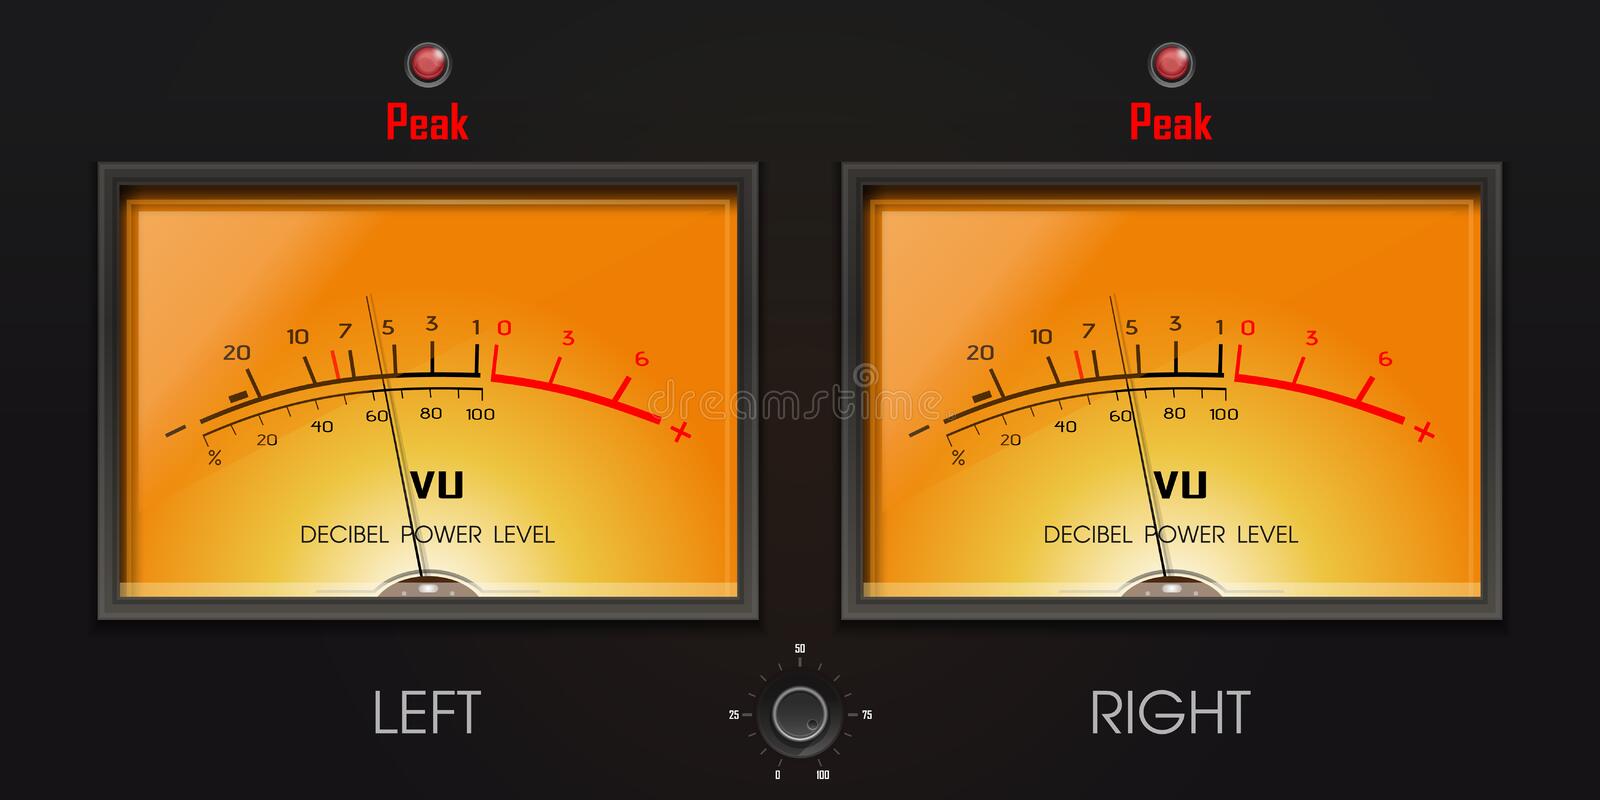 Peak
Peak
20 10 7 5 3 1 0 3 6
- +
% 20 40 60 80 100
VU
DECIBEL POWER LEVEL
20 10 7 5 3 1 0 3 6
- +
% 20 40 60 80 100
VU
DECIBEL POWER LEVEL
dreamstime.com
LEFT
50
25 75
0 100
RIGHT